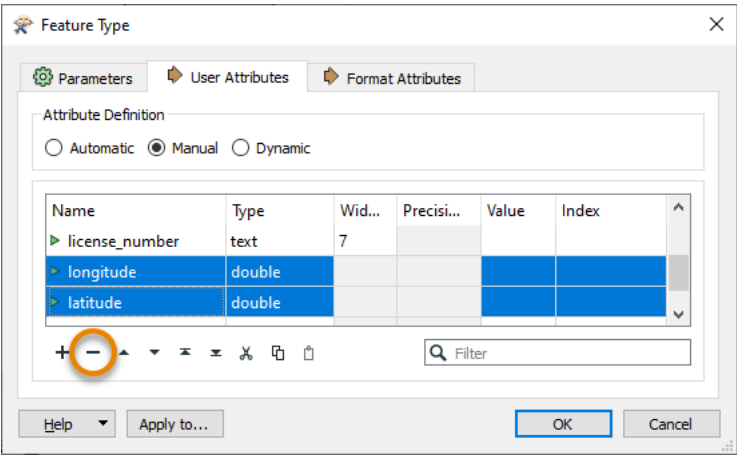 Feature Type
Parameters User Attributes Format Attributes
Attribute Definition
Automatic Manual Dynamic
Name Type Wid... Precisi... Value Index
license_number text 7
longitude double
latitude double
Filter
Help Apply to... OK Cancel